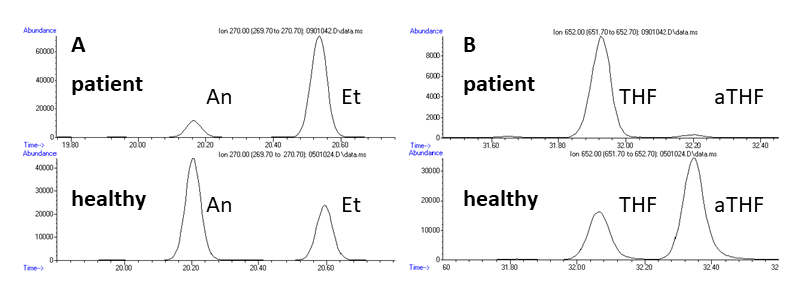 Abundance
Ion 270.00 (269.70 to 270.70): 0901042.D\data.ms
A
60000
patient
An
Et
40000
20000
0
19.80 20.00 20.20 20.40 20.60
Time-->
Abundance
Ion 270.00 (269.70 to 270.70): 0501024.D\data.ms
40000
healthy
An
Et
30000
20000
10000
0
20.00 20.20 20.40 20.60
Time-->
Abundance
Ion 652.00 (651.70 to 652.70): 0901042.D\data.ms
B
8000
patient
THF
aTHF
6000
4000
2000
0
31.60 31.80 32.00 32.20 32.40
Time-->
Abundance
Ion 652.00 (651.70 to 652.70): 0501024.D\data.ms
30000
healthy
THF
aTHF
20000
10000
0
60 31.80 32.00 32.20 32.40 32
Time-->